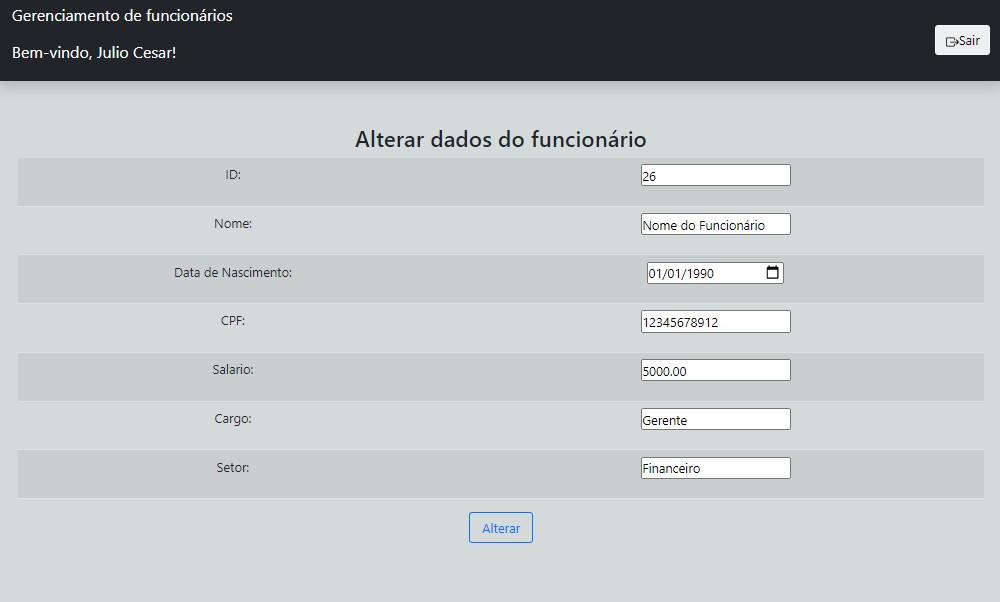 Gerenciamento de funcionários
Bem-vindo, Julio Cesar!
Sair
Alterar dados do funcionário
ID: 26
Nome: Nome do Funcionário
Data de Nascimento: 01/01/1990
CPF: 12345678912
Salario: 5000.00
Cargo: Gerente
Setor: Financeiro
Alterar